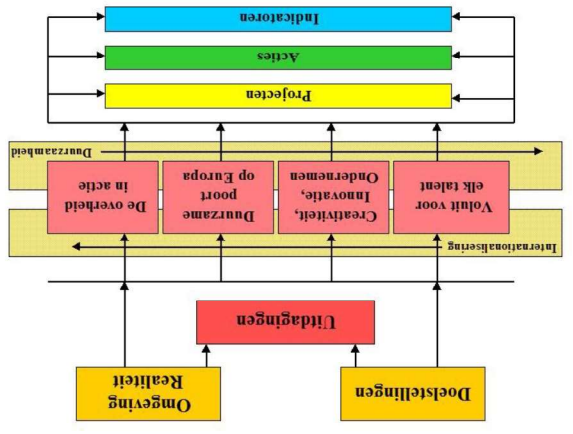 Doelstellingen
Omgeving
Realiteit
Uitdagingen
Internationalisering
Voluit voor
elk talent
Creativiteit,
Innovatie,
Ondernemen
Duurzame
poort
op Europa
De overheid
in actie
Duurzaamheid
Projecten
Acties
Indicatoren